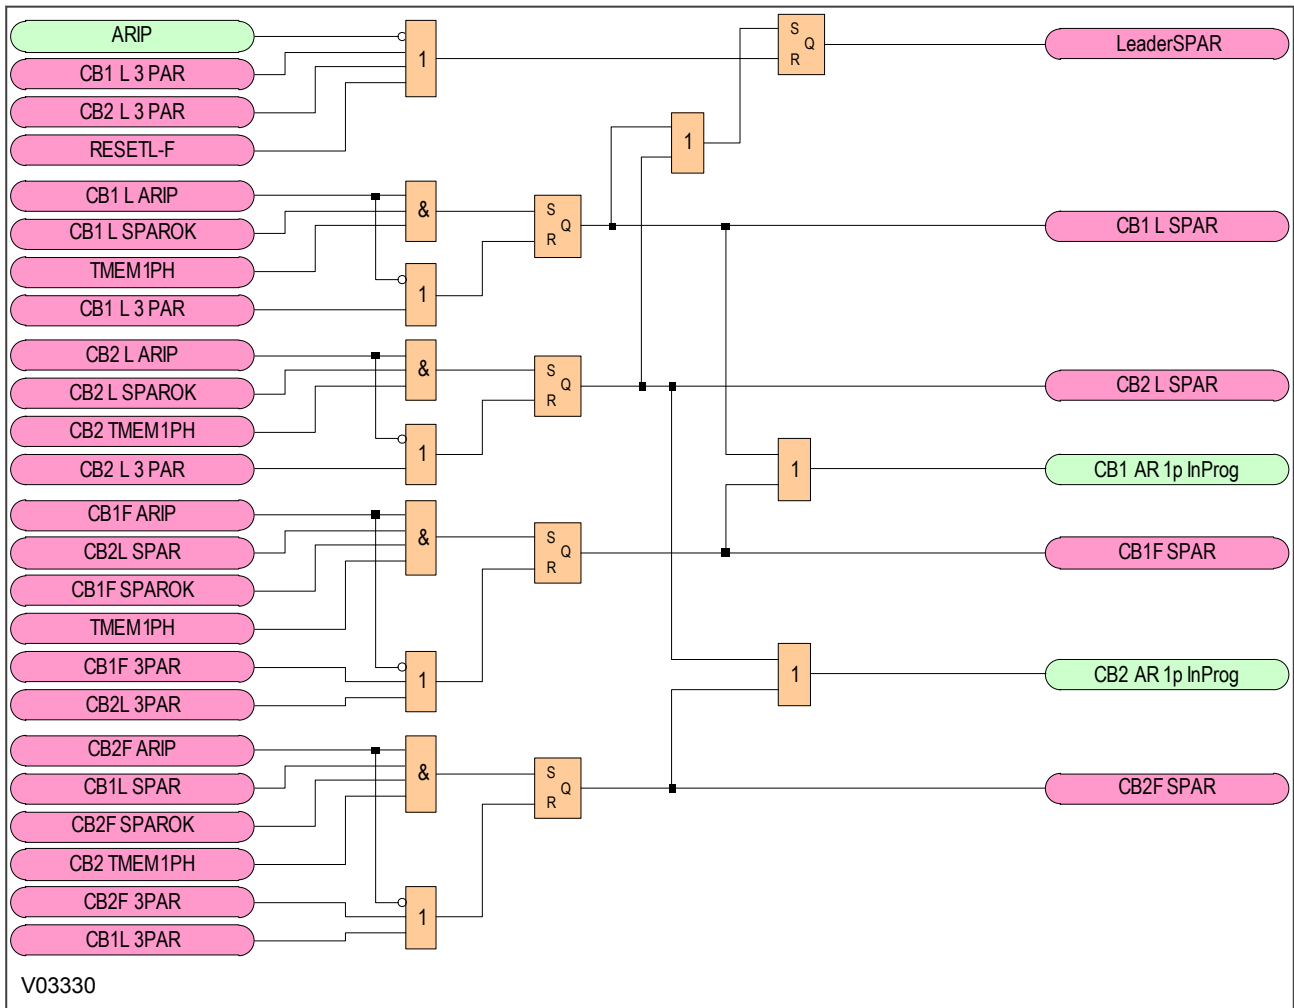 ARIP
CB1 L 3 PAR
CB2 L 3 PAR
RESETL-F
1
S
Q
R
LeaderSPAR
1
CB1 L ARIP
CB1 L SPAROK
TMEM1PH
CB1 L 3 PAR
&
1
S
Q
R
CB1 L SPAR
CB2 L ARIP
CB2 L SPAROK
CB2 TMEM1PH
CB2 L 3 PAR
&
1
S
Q
R
CB2 L SPAR
1
CB1 AR 1p InProg
CB1F ARIP
CB2L SPAR
CB1F SPAROK
TMEM1PH
CB1F 3PAR
CB2L 3PAR
&
1
S
Q
R
CB1F SPAR
1
CB2 AR 1p InProg
CB2F ARIP
CB1L SPAR
CB2F SPAROK
CB2 TMEM1PH
CB2F 3PAR
CB1L 3PAR
&
1
S
Q
R
CB2F SPAR
V03330